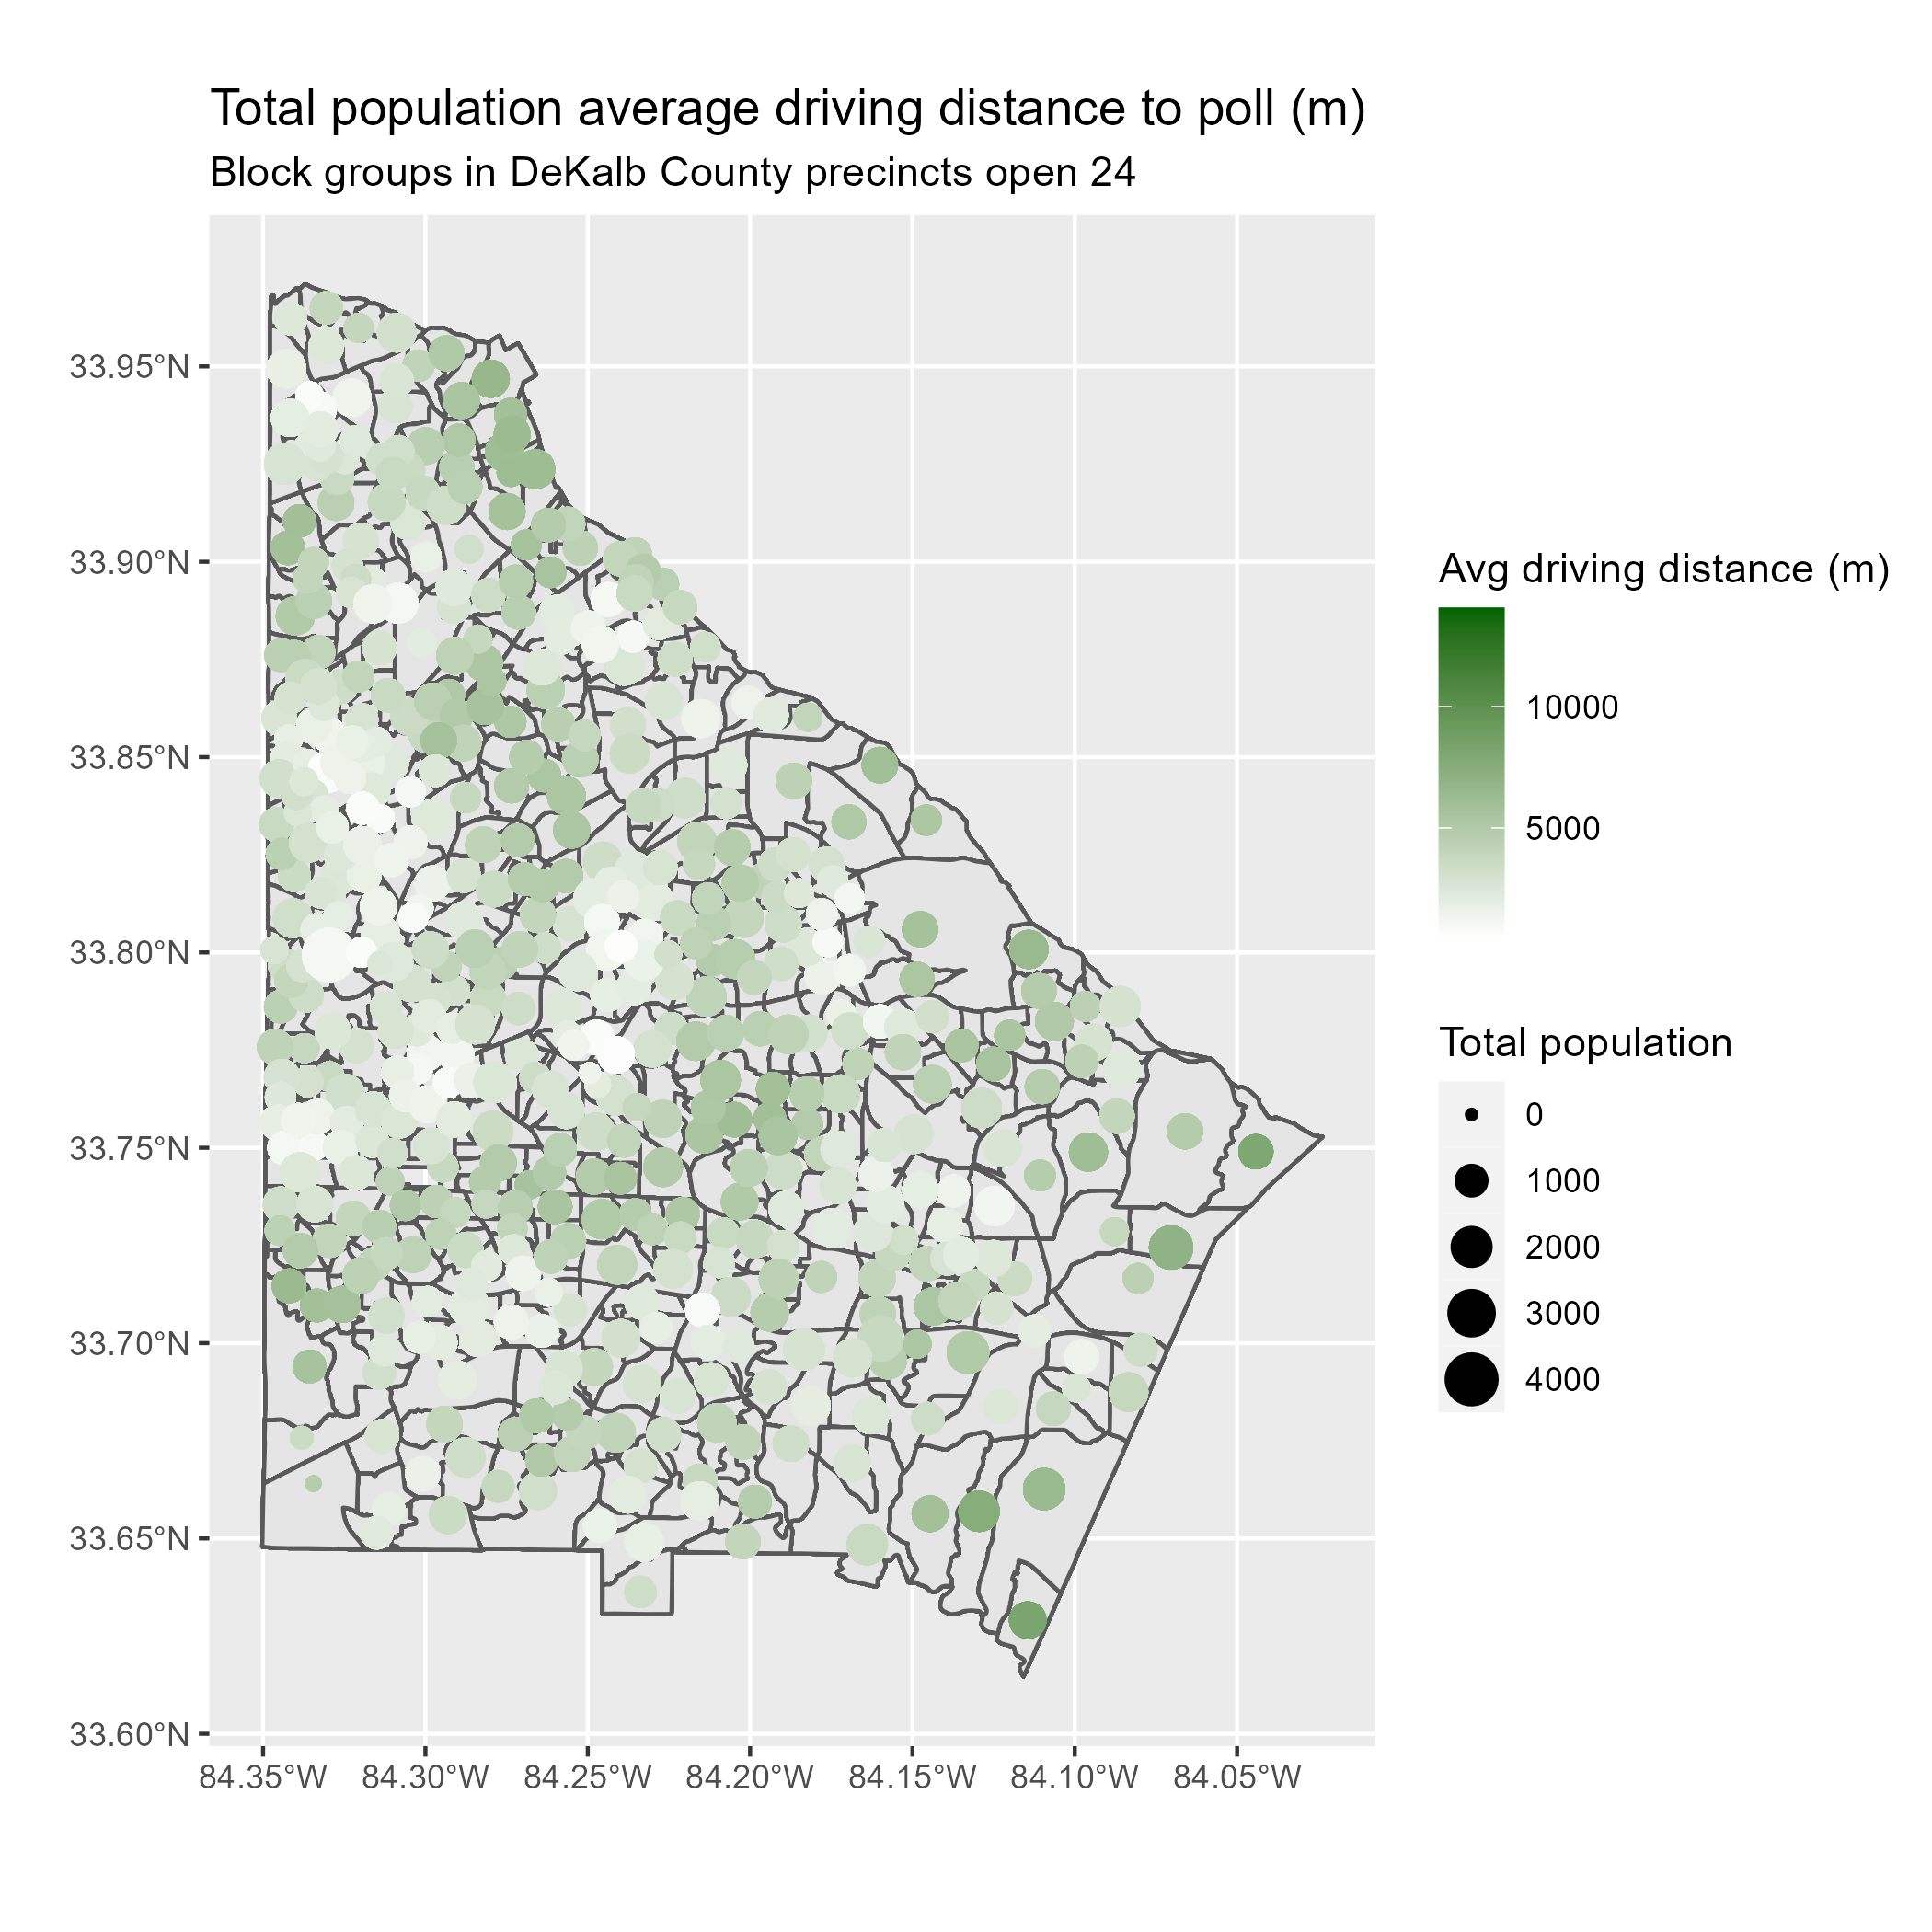 Total population average driving distance to poll (m)
Block groups in DeKalb County precincts open 24
33.95°N
33.90°N
33.85°N
33.80°N
33.75°N
33.70°N
33.65°N
33.60°N
84.35°W 84.30°W 84.25°W 84.20°W 84.15°W 84.10°W 84.05°W
Avg driving distance (m)
10000
5000
Total population
0
1000
2000
3000
4000